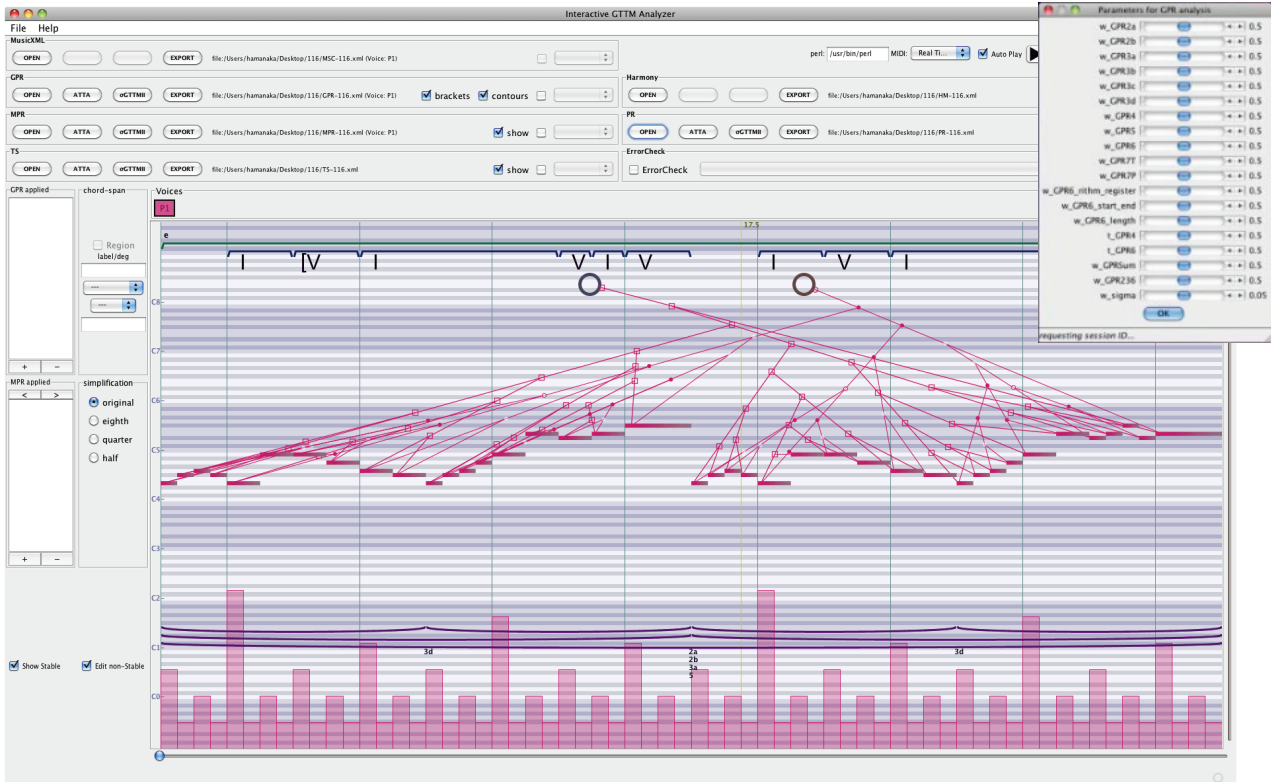 Interactive GTTM Analyzer
File Help
MusicXML
OPEN EXPORT file:/Users/hamanaka/Desktop/116/MSC-116.xml (Voice: P1)
perl: /usr/bin/perl MIDI: Real Ti... Auto Play
GPR
OPEN ATTA σGTTMII EXPORT file:/Users/hamanaka/Desktop/116/GPR-116.xml (Voice: P1) brackets contours
Harmony
OPEN EXPORT file:/Users/hamanaka/Desktop/116/HM-116.xml
MPR
OPEN ATTA σGTTMII EXPORT file:/Users/hamanaka/Desktop/116/MPR-116.xml (Voice: P1) show
PR
OPEN ATTA σGTTMII EXPORT file:/Users/hamanaka/Desktop/116/PR-116.xml
TS
OPEN ATTA σGTTMII EXPORT file:/Users/hamanaka/Desktop/116/TS-116.xml show
ErrorCheck
ErrorCheck
GPR applied
+ −
MPR applied
< >
+ −
Show Stable Edit non-Stable
chord-span
Region
label/deg
---
---
simplification
original
eighth
quarter
half
Voices
P1
17.5
e
I [V I V I V I V I
C8
C7
C6
C5
C4
C3
C2
C1
C0
3d 2a 3d
2b
3a
5
Parameters for GPR analysis
w_GPR2a 0.5
w_GPR2b 0.5
w_GPR3a 0.5
w_GPR3b 0.5
w_GPR3c 0.5
w_GPR3d 0.5
w_GPR4 0.5
w_GPR5 0.5
w_GPR6 0.5
w_GPR7T 0.5
w_GPR7P 0.5
w_GPR6_rithm_register 0.5
w_GPR6_start_end 0.5
w_GPR6_length 0.5
t_GPR4 0.5
t_GPR6 0.5
w_GPRSum 0.5
w_GPR236 0.5
w_sigma 0.05
OK
requesting session ID...